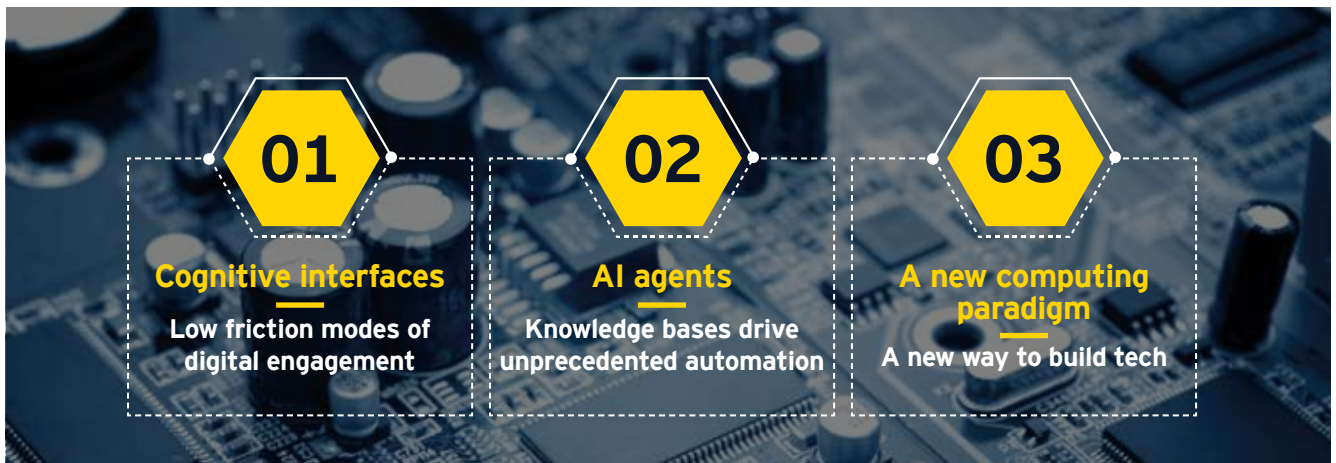 01
Cognitive interfaces
Low friction modes of
digital engagement
02
AI agents
Knowledge bases drive
unprecedented automation
03
A new computing
paradigm
A new way to build tech